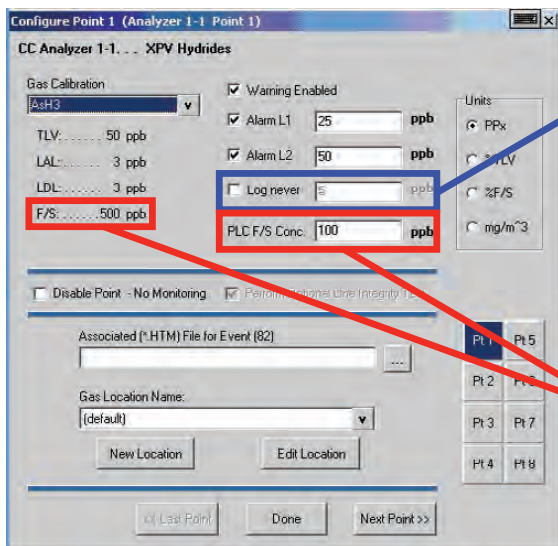 Configure Point 1 (Analyzer 1-1 Point 1)
CC Analyzer 1-1. . . XPV Hydrides
Gas Calibration
AsH3
TLV:. . . . . . 50 ppb
LAL:. . . . . . 3 ppb
LDL:. . . . . . 3 ppb
F/S:. . . . . .500 ppb
Warning Enabled
Alarm L1 25 ppb
Alarm L2 50 ppb
Log never 5 ppb
PLC F/S Conc. 100 ppb
Units
PPx
%F/S
mg/m^3
Disable Point - No Monitoring
Associated (*.HTM) File for Event (82)
...
Gas Location Name:
(default)
New Location
Edit Location
Pt 1 Pt 5
Pt 2
Pt 3 Pt 7
Pt 4 Pt 8
<< Last Point
Done
Next Point >>